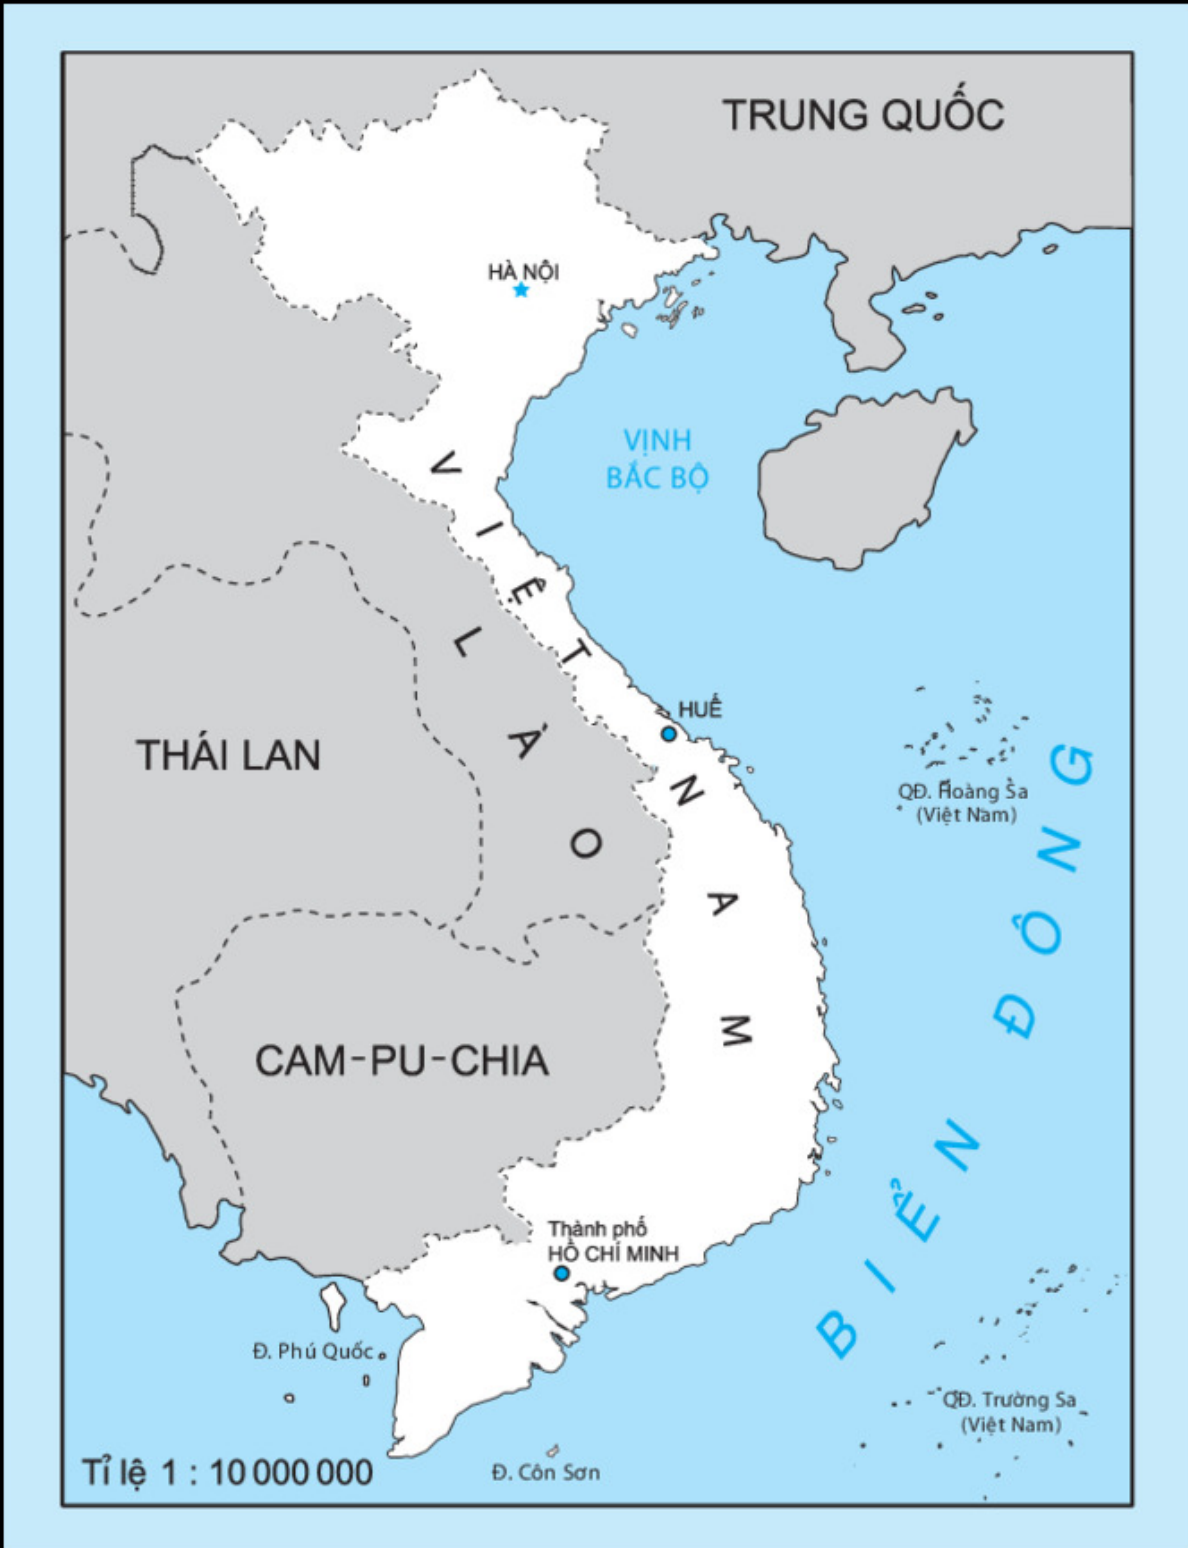 TRUNG QUỐC
HÀ NỘI
VỊNH
BẮC BỘ
VIỆT NAM
LÀO
HUẾ
THÁI LAN
QĐ. Hoàng Sa
(Việt Nam)
BIỂN ĐÔNG
CAM-PU-CHIA
Thành phố
HỒ CHÍ MINH
Đ. Phú Quốc
QĐ. Trường Sa
(Việt Nam)
Đ. Côn Sơn
Tỉ lệ 1 : 10 000 000